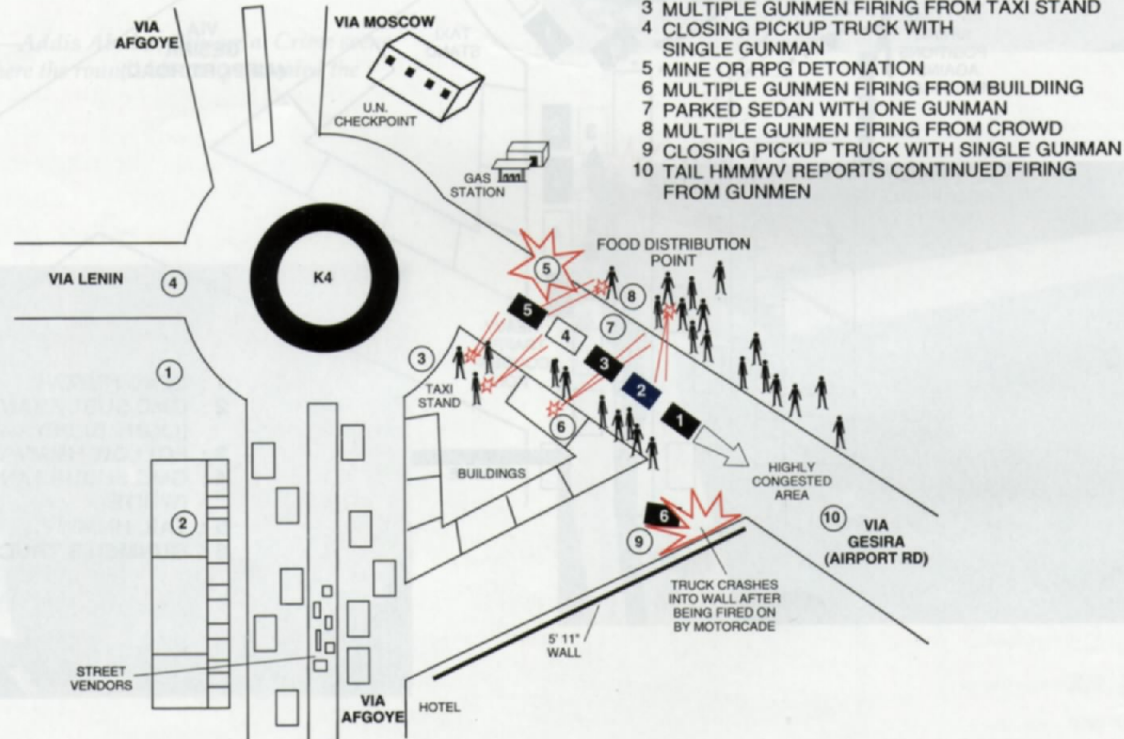 3 MULTIPLE GUNMEN FIRING FROM TAXI STAND
4 CLOSING PICKUP TRUCK WITH
SINGLE GUNMAN
5 MINE OR RPG DETONATION
6 MULTIPLE GUNMEN FIRING FROM BUILDIING
7 PARKED SEDAN WITH ONE GUNMAN
8 MULTIPLE GUNMEN FIRING FROM CROWD
9 CLOSING PICKUP TRUCK WITH SINGLE GUNMAN
10 TAIL HMMWV REPORTS CONTINUED FIRING
FROM GUNMEN
VIA
AFGOYE
VIA MOSCOW
U.N.
CHECKPOINT
GAS
STATION
FOOD DISTRIBUTION
POINT
VIA LENIN
4
K4
5
8
7
5
4
3
2
1
1
3
TAXI
STAND
6
BUILDINGS
HIGHLY
CONGESTED
AREA
2
6
9
10
VIA
GESIRA
(AIRPORT RD)
TRUCK CRASHES
INTO WALL AFTER
BEING FIRED ON
BY MOTORCADE
5' 11"
WALL
STREET
VENDORS
VIA
AFGOYE
HOTEL